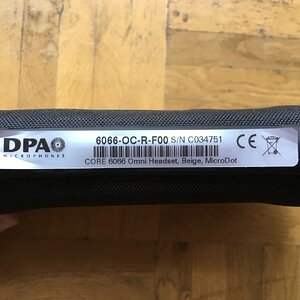 DPA
MICROPHONES
6066-OC-R-F00 S/N C034751
CORE 6066 Omni Headset, Beige, MicroDot
CE